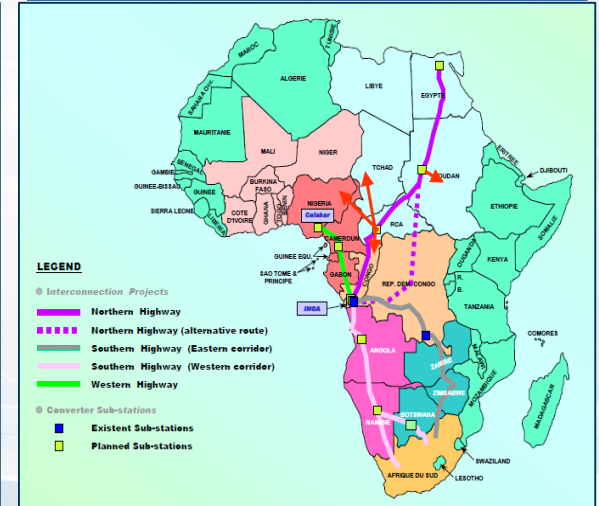 MAROC
TUNISIE
ALGERIE
LIBYE
EGYPTE
SAHARA Occ.
MAURITANIE
MALI
NIGER
TCHAD
OUDAN
ERITREE
DJIBOUTI
SENEGAL
GAMBIE
GUINEE-BISSAU
GUINEE
SIERRA LEONE
LIBERIA
BURKINA
FASO
COTE
D'IVOIRE
GHANA
TOGO
BENIN
NIGERIA
Calabar
CAMEROUN
RCA
ETHIOPIE
SOMALIE
GUINEE EQU.
SAO TOME &
PRINCIPE
GABON
CONGO
REP. DEM. CONGO
OUGANDA
KENYA
R.
B.
TANZANIA
INGA
COMORES
ANGOLA
ZAMBIE
MALAWI
MOZAMBIQUE
ZIMBABWE
MADAGASCAR
NAMIBIE
BOTSWANA
SWAZILAND
LESOTHO
AFRIQUE DU SUD
LEGEND
Interconnection Projects
Northern Highway
Northern Highway (alternative route)
Southern Highway (Eastern corridor)
Southern Highway (Western corridor)
Western Highway
Converter Sub-stations
Existent Sub-stations
Planned Sub-stations